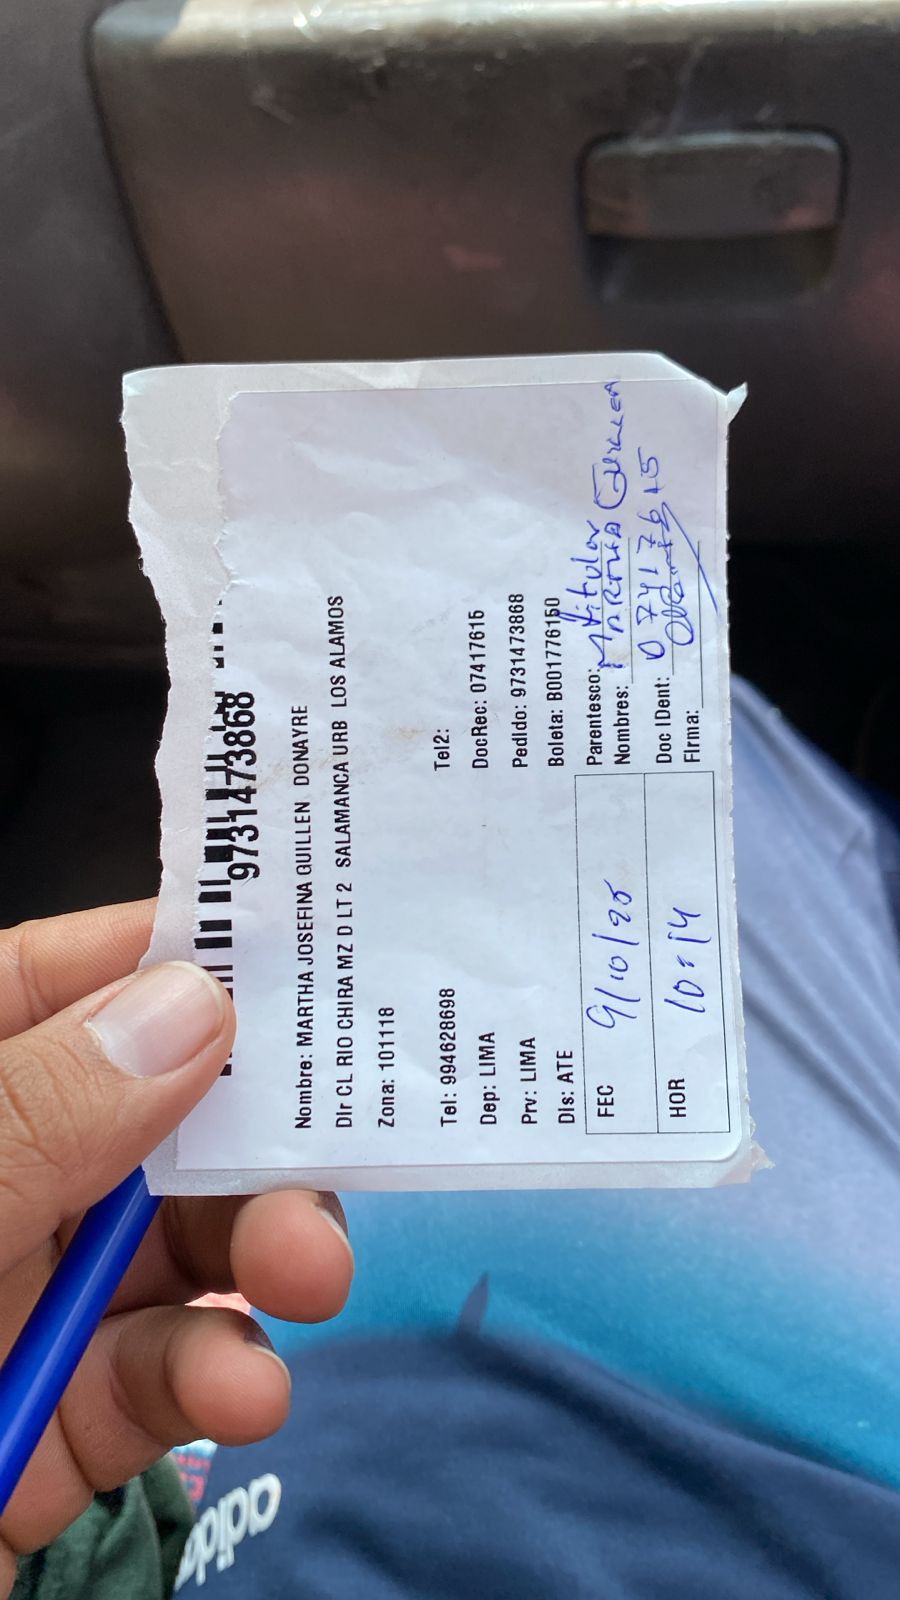 9731473868
Nombre: MARTHA JOSEFINA QUILLEN DONAYRE
Dir CL RIO CHIRA MZ D LT 2 SALAMANCA URB LOS ALAMOS
Zona: 101118
Tel: 994628698 Tel2:
Dep: LIMA DocRec: 07417615
Prv: LIMA Pedido: 9731473868
Dis: ATE Boleta: B001776150
FEC 9/10/25 Parentesco: titular
Nombres: MARTHA
HOR 10:14 Doc IDent: 07417615
Firma:
adidas